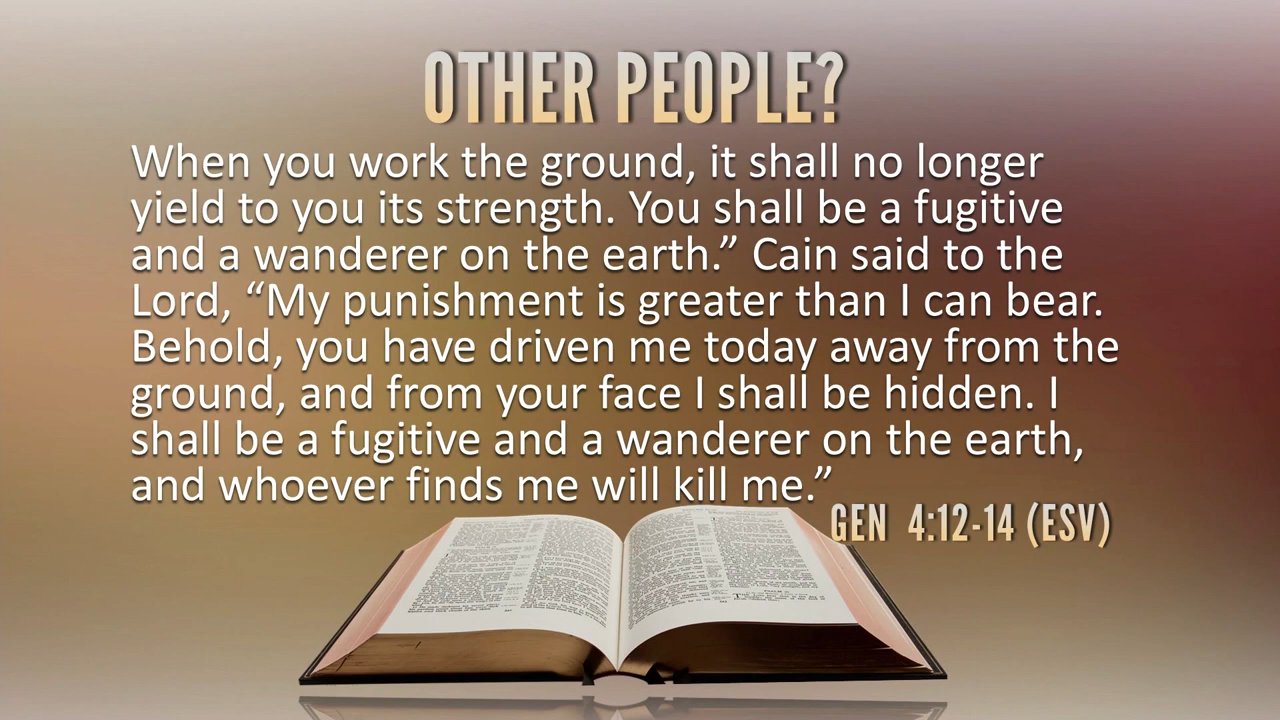 OTHER PEOPLE?
When you work the ground, it shall no longer
yield to you its strength. You shall be a fugitive
and a wanderer on the earth.” Cain said to the
Lord, “My punishment is greater than I can bear.
Behold, you have driven me today away from the
ground, and from your face I shall be hidden. I
shall be a fugitive and a wanderer on the earth,
and whoever finds me will kill me.”
GEN 4:12-14 (ESV)